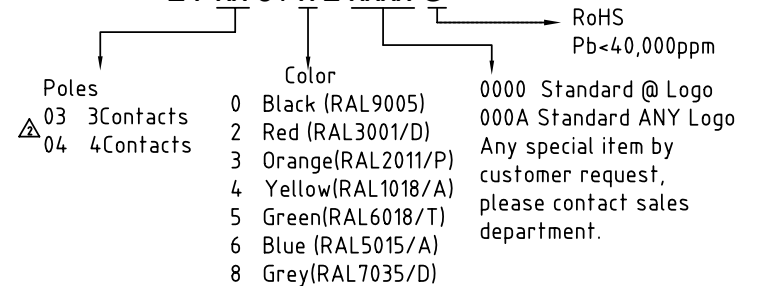 RoHS
Pb<40,000ppm
Poles
03 3Contacts
2
04 4Contacts
Color
0 Black (RAL9005)
2 Red (RAL3001/D)
3 Orange(RAL2011/P)
4 Yellow(RAL1018/A)
5 Green(RAL6018/T)
6 Blue (RAL5015/A)
8 Grey(RAL7035/D)
0000 Standard @ Logo
000A Standard ANY Logo
Any special item by
customer request,
please contact sales
department.